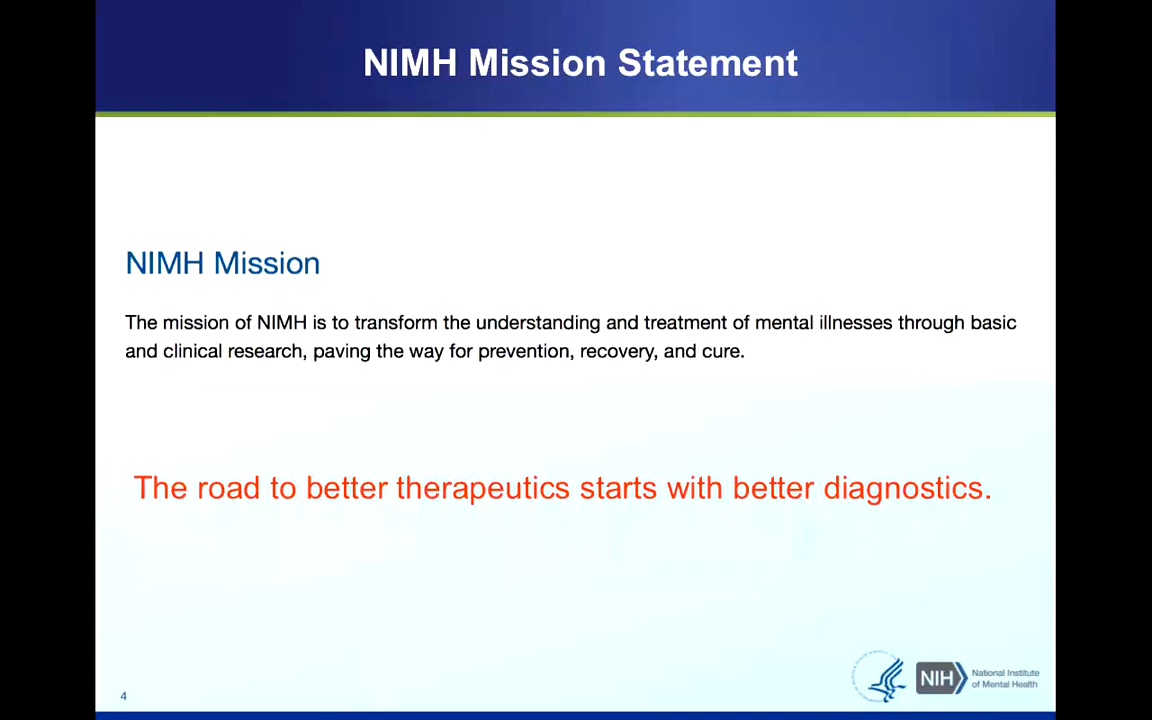 NIMH Mission Statement
NIMH Mission
The mission of NIMH is to transform the understanding and treatment of mental illnesses through basic
and clinical research, paving the way for prevention, recovery, and cure.
The road to better therapeutics starts with better diagnostics.
4
NIH
National Institute
of Mental Health